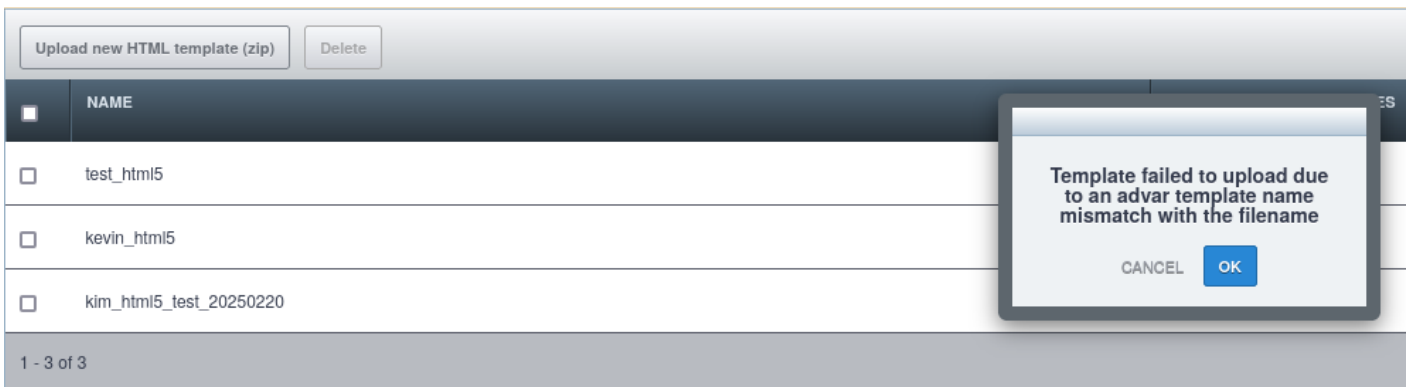 Upload new HTML template (zip)
Delete
NAME
ES
test_html5
kevin_html5
kim_html5_test_20250220
1 - 3 of 3
Template failed to upload due
to an advar template name
mismatch with the filename
CANCEL
OK